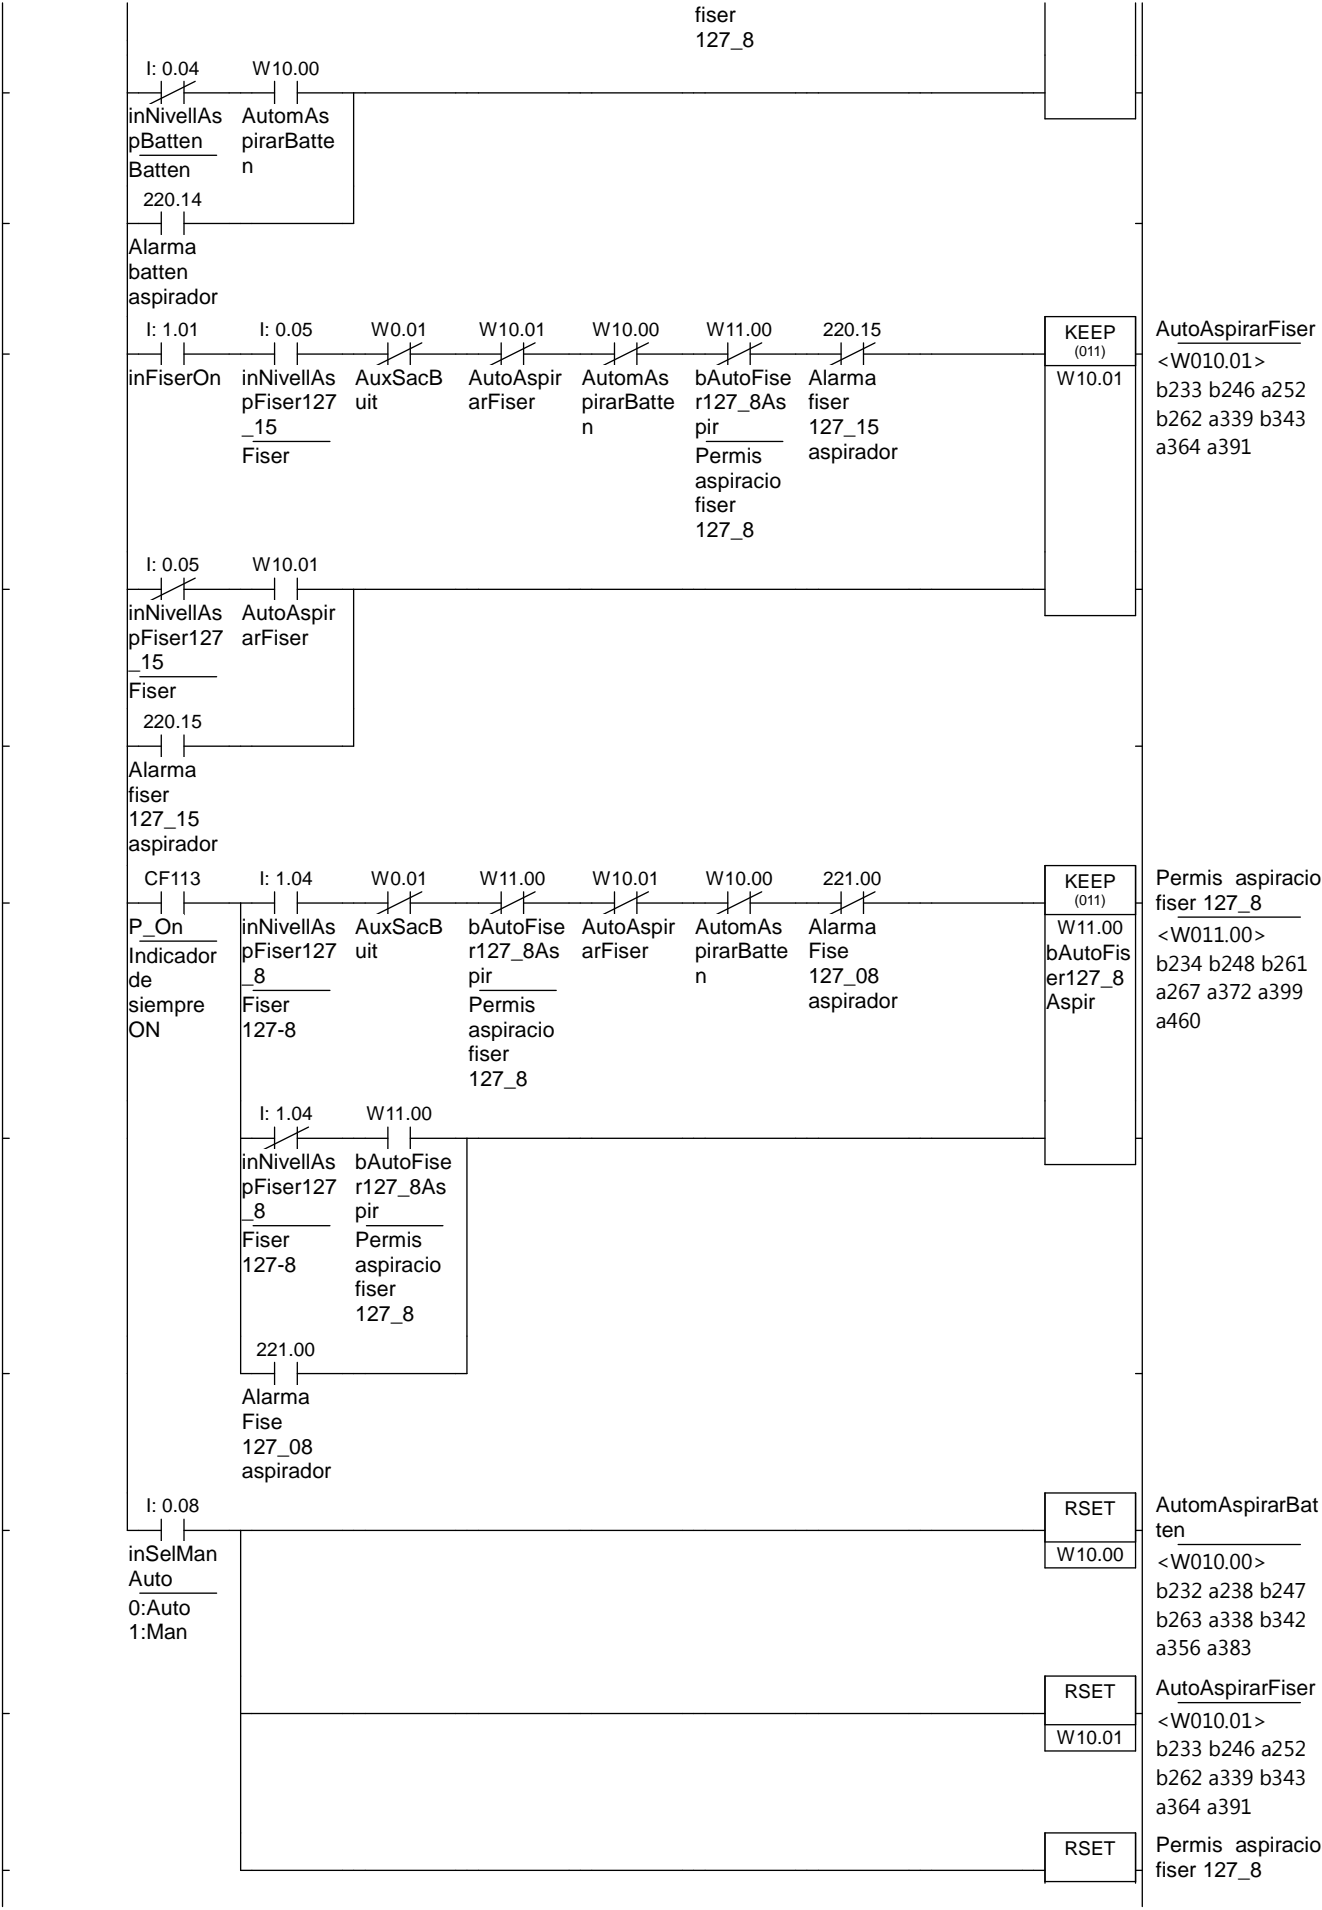 fiser
127_8
I: 0.04 W10.00
inNivellAs AutomAs
pBatten pirarBatte
Batten n
220.14
Alarma
batten
aspirador
I: 1.01 I: 0.05 W0.01 W10.01 W10.00 W11.00 220.15 KEEP AutoAspirarFiser
(011)
<W010.01>
inFiserOn inNivellAs AuxSacB AutoAspir AutomAs bAutoFise Alarma W10.01
pFiser127 uit arFiser pirarBatte r127_8As fiser b233 b246 a252
_15 n pir 127_15 b262 a339 b343
Fiser Permis aspirador a364 a391
aspiracio
fiser
127_8
I: 0.05 W10.01
inNivellAs AutoAspir
pFiser127 arFiser
_15
Fiser
220.15
Alarma
fiser
127_15
aspirador
CF113 I: 1.04 W0.01 W11.00 W10.01 W10.00 221.00 KEEP Permis aspiracio
(011) fiser 127_8
P_On inNivellAs AuxSacB bAutoFise AutoAspir AutomAs Alarma W11.00 <W011.00>
Indicador pFiser127 uit r127_8As arFiser pirarBatte Fise bAutoFis b234 b248 b261
de _8 pir n 127_08 er127_8 a267 a372 a399
siempre Fiser Permis aspirador Aspir a460
ON 127-8 aspiracio
fiser
127_8
I: 1.04 W11.00
inNivellAs bAutoFise
pFiser127 r127_8As
_8 pir
Fiser Permis
127-8 aspiracio
fiser
127_8
221.00
Alarma
Fise
127_08
aspirador
I: 0.08 RSET AutomAspirarBat
ten
inSelMan W10.00 <W010.00>
Auto b232 a238 b247
0:Auto b263 a338 b342
1:Man a356 a383
RSET AutoAspirarFiser
<W010.01>
W10.01 b233 b246 a252
b262 a339 b343
a364 a391
RSET Permis aspiracio
fiser 127_8